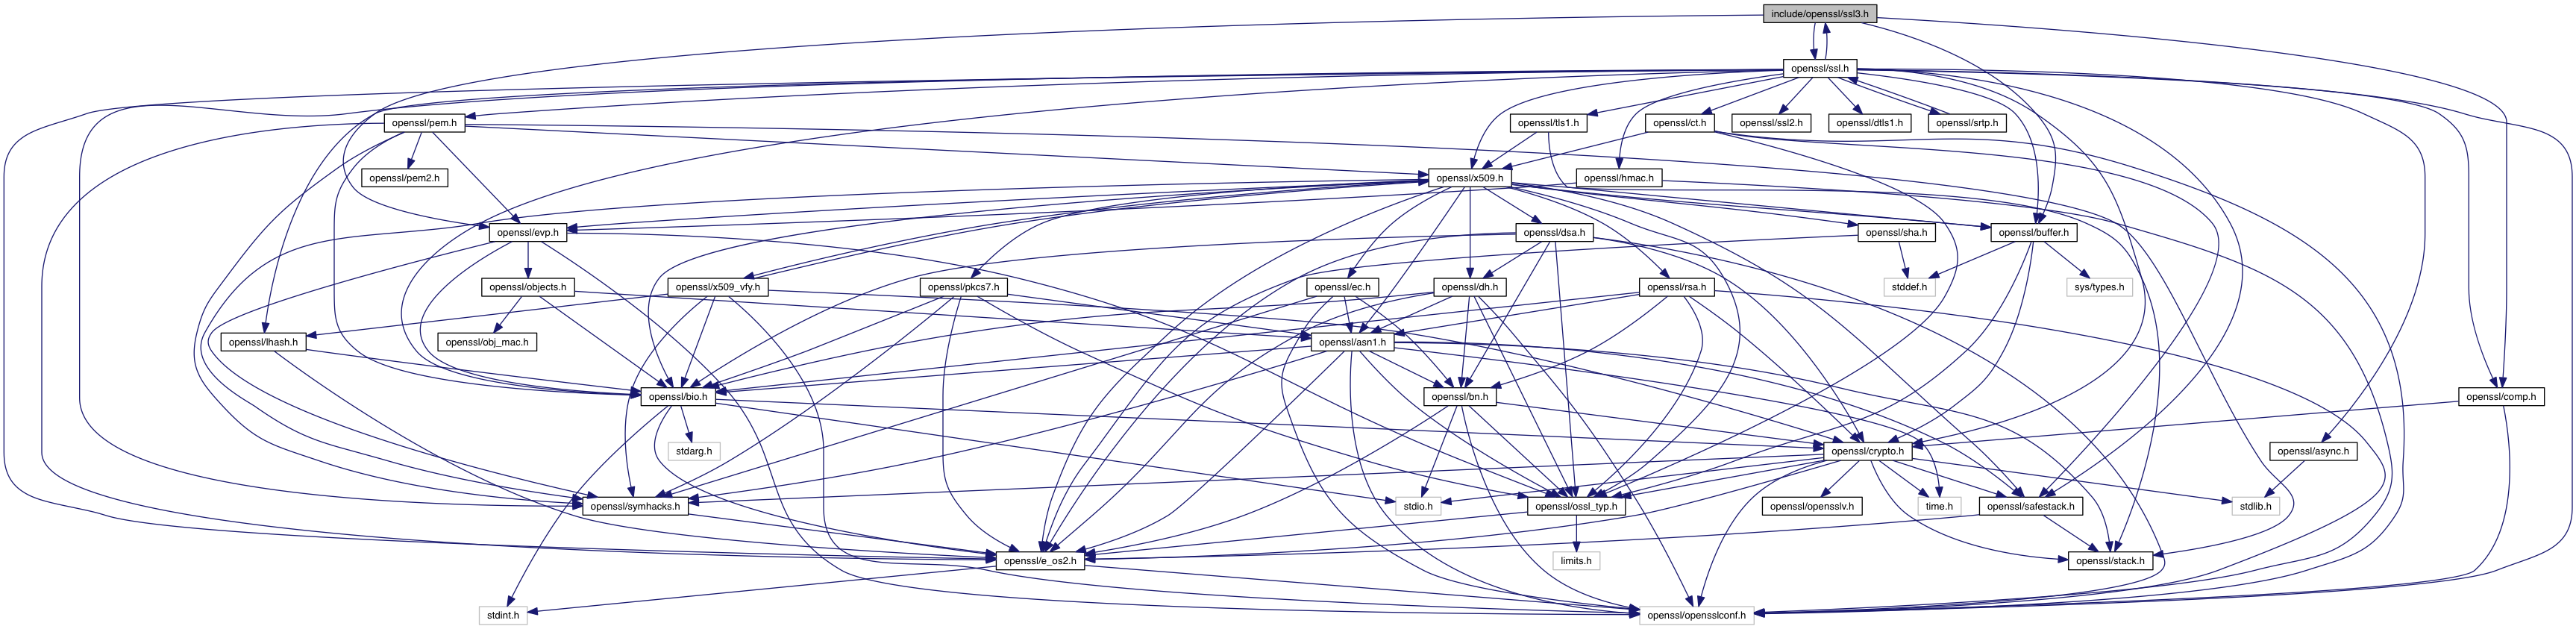 include/openssl/ssl3.h
openssl/ssl.h
openssl/pem.h
openssl/tls1.h
openssl/ct.h
openssl/ssl2.h
openssl/dtls1.h
openssl/srtp.h
openssl/pem2.h
openssl/x509.h
openssl/hmac.h
openssl/evp.h
openssl/dsa.h
openssl/sha.h
openssl/buffer.h
openssl/objects.h
openssl/x509_vfy.h
openssl/pkcs7.h
openssl/ec.h
openssl/dh.h
openssl/rsa.h
stddef.h
sys/types.h
openssl/lhash.h
openssl/obj_mac.h
openssl/asn1.h
openssl/bio.h
openssl/bn.h
openssl/comp.h
stdarg.h
openssl/crypto.h
openssl/async.h
openssl/symhacks.h
stdio.h
openssl/ossl_typ.h
openssl/opensslv.h
time.h
openssl/safestack.h
stdlib.h
openssl/e_os2.h
limits.h
openssl/stack.h
stdint.h
openssl/opensslconf.h